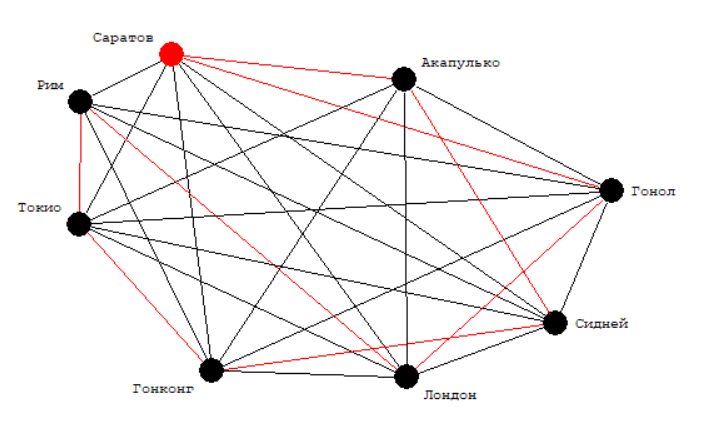 Саратов
Акапулько
Рим
Гонол
Токио
Сидней
Гонконг
Лондон